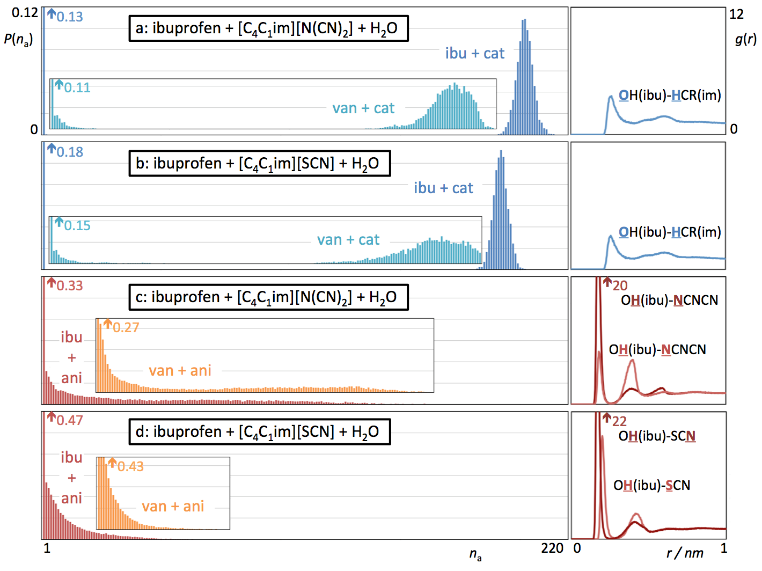 0.12
P(nₐ)
0
↑0.13
a: ibuprofen + [C₄C₁im][N(CN)₂] + H₂O
ibu + cat
↑0.11
van + cat
12
g(r)
0
OH(ibu)-HCR(im)
↑0.18
b: ibuprofen + [C₄C₁im][SCN] + H₂O
ibu + cat
↑0.15
van + cat
OH(ibu)-HCR(im)
↑0.33
c: ibuprofen + [C₄C₁im][N(CN)₂] + H₂O
ibu
+
ani
↑0.27
van + ani
↑20
OH(ibu)-NCNCN
OH(ibu)-NCNCN
↑0.47
d: ibuprofen + [C₄C₁im][SCN] + H₂O
ibu
+
ani
↑0.43
van + ani
↑22
OH(ibu)-SCN
OH(ibu)-SCN
1
nₐ
220
0
r / nm
1